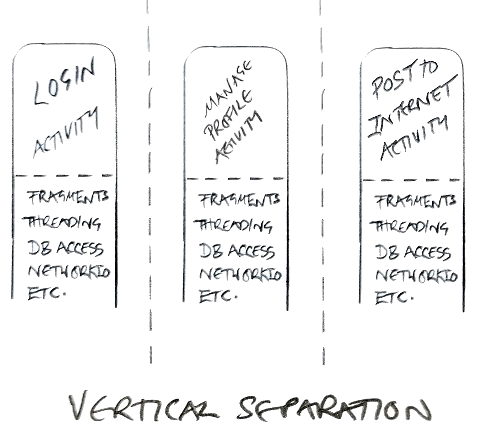 LOGIN
ACTIVITY
FRAGMENTS
THREADING
DB ACCESS
NETWORKIO
ETC.
MANAGE
PROFILE
ACTIVITY
FRAGMENTS
THREADING
DB ACCESS
NETWORKIO
ETC.
POST TO
INTERNET
ACTIVITY
FRAGMENTS
THREADING
DB ACCESS
NETWORKIO
ETC.
VERTICAL SEPARATION